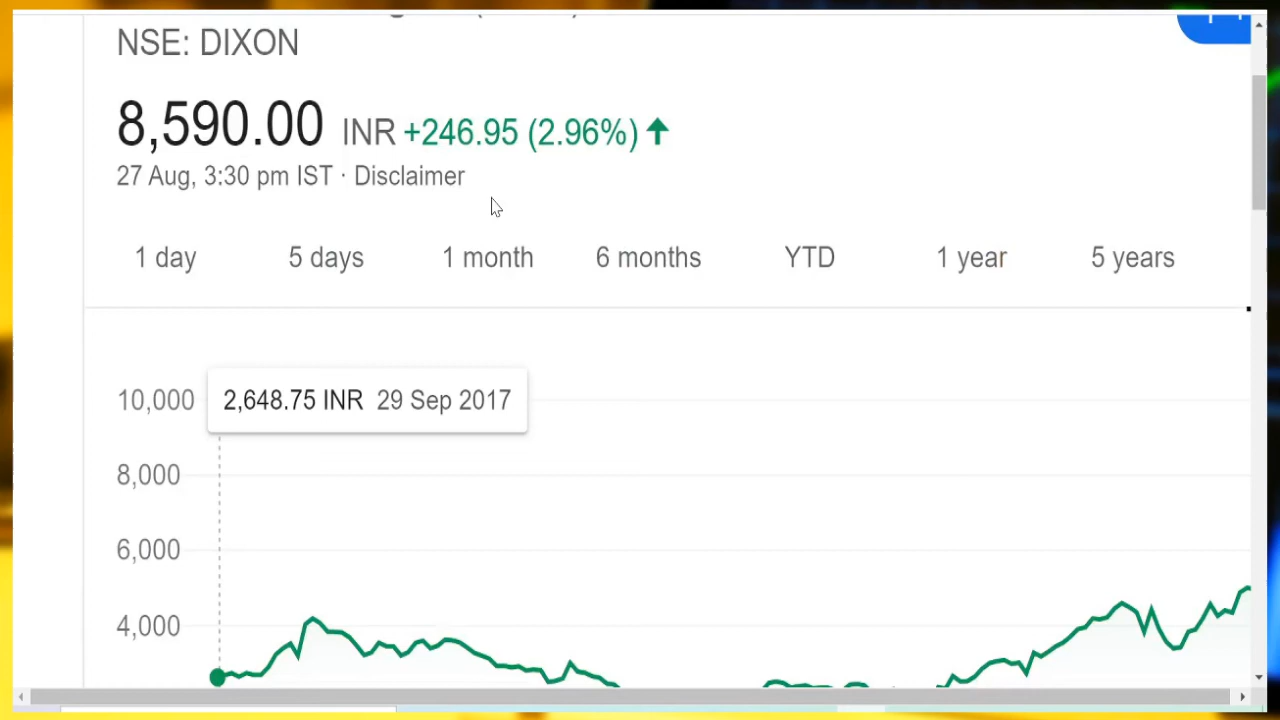 NSE: DIXON
8,590.00 INR +246.95 (2.96%) ↑
27 Aug, 3:30 pm IST · Disclaimer
1 day 5 days 1 month 6 months YTD 1 year 5 years
10,000
2,648.75 INR 29 Sep 2017
8,000
6,000
4,000